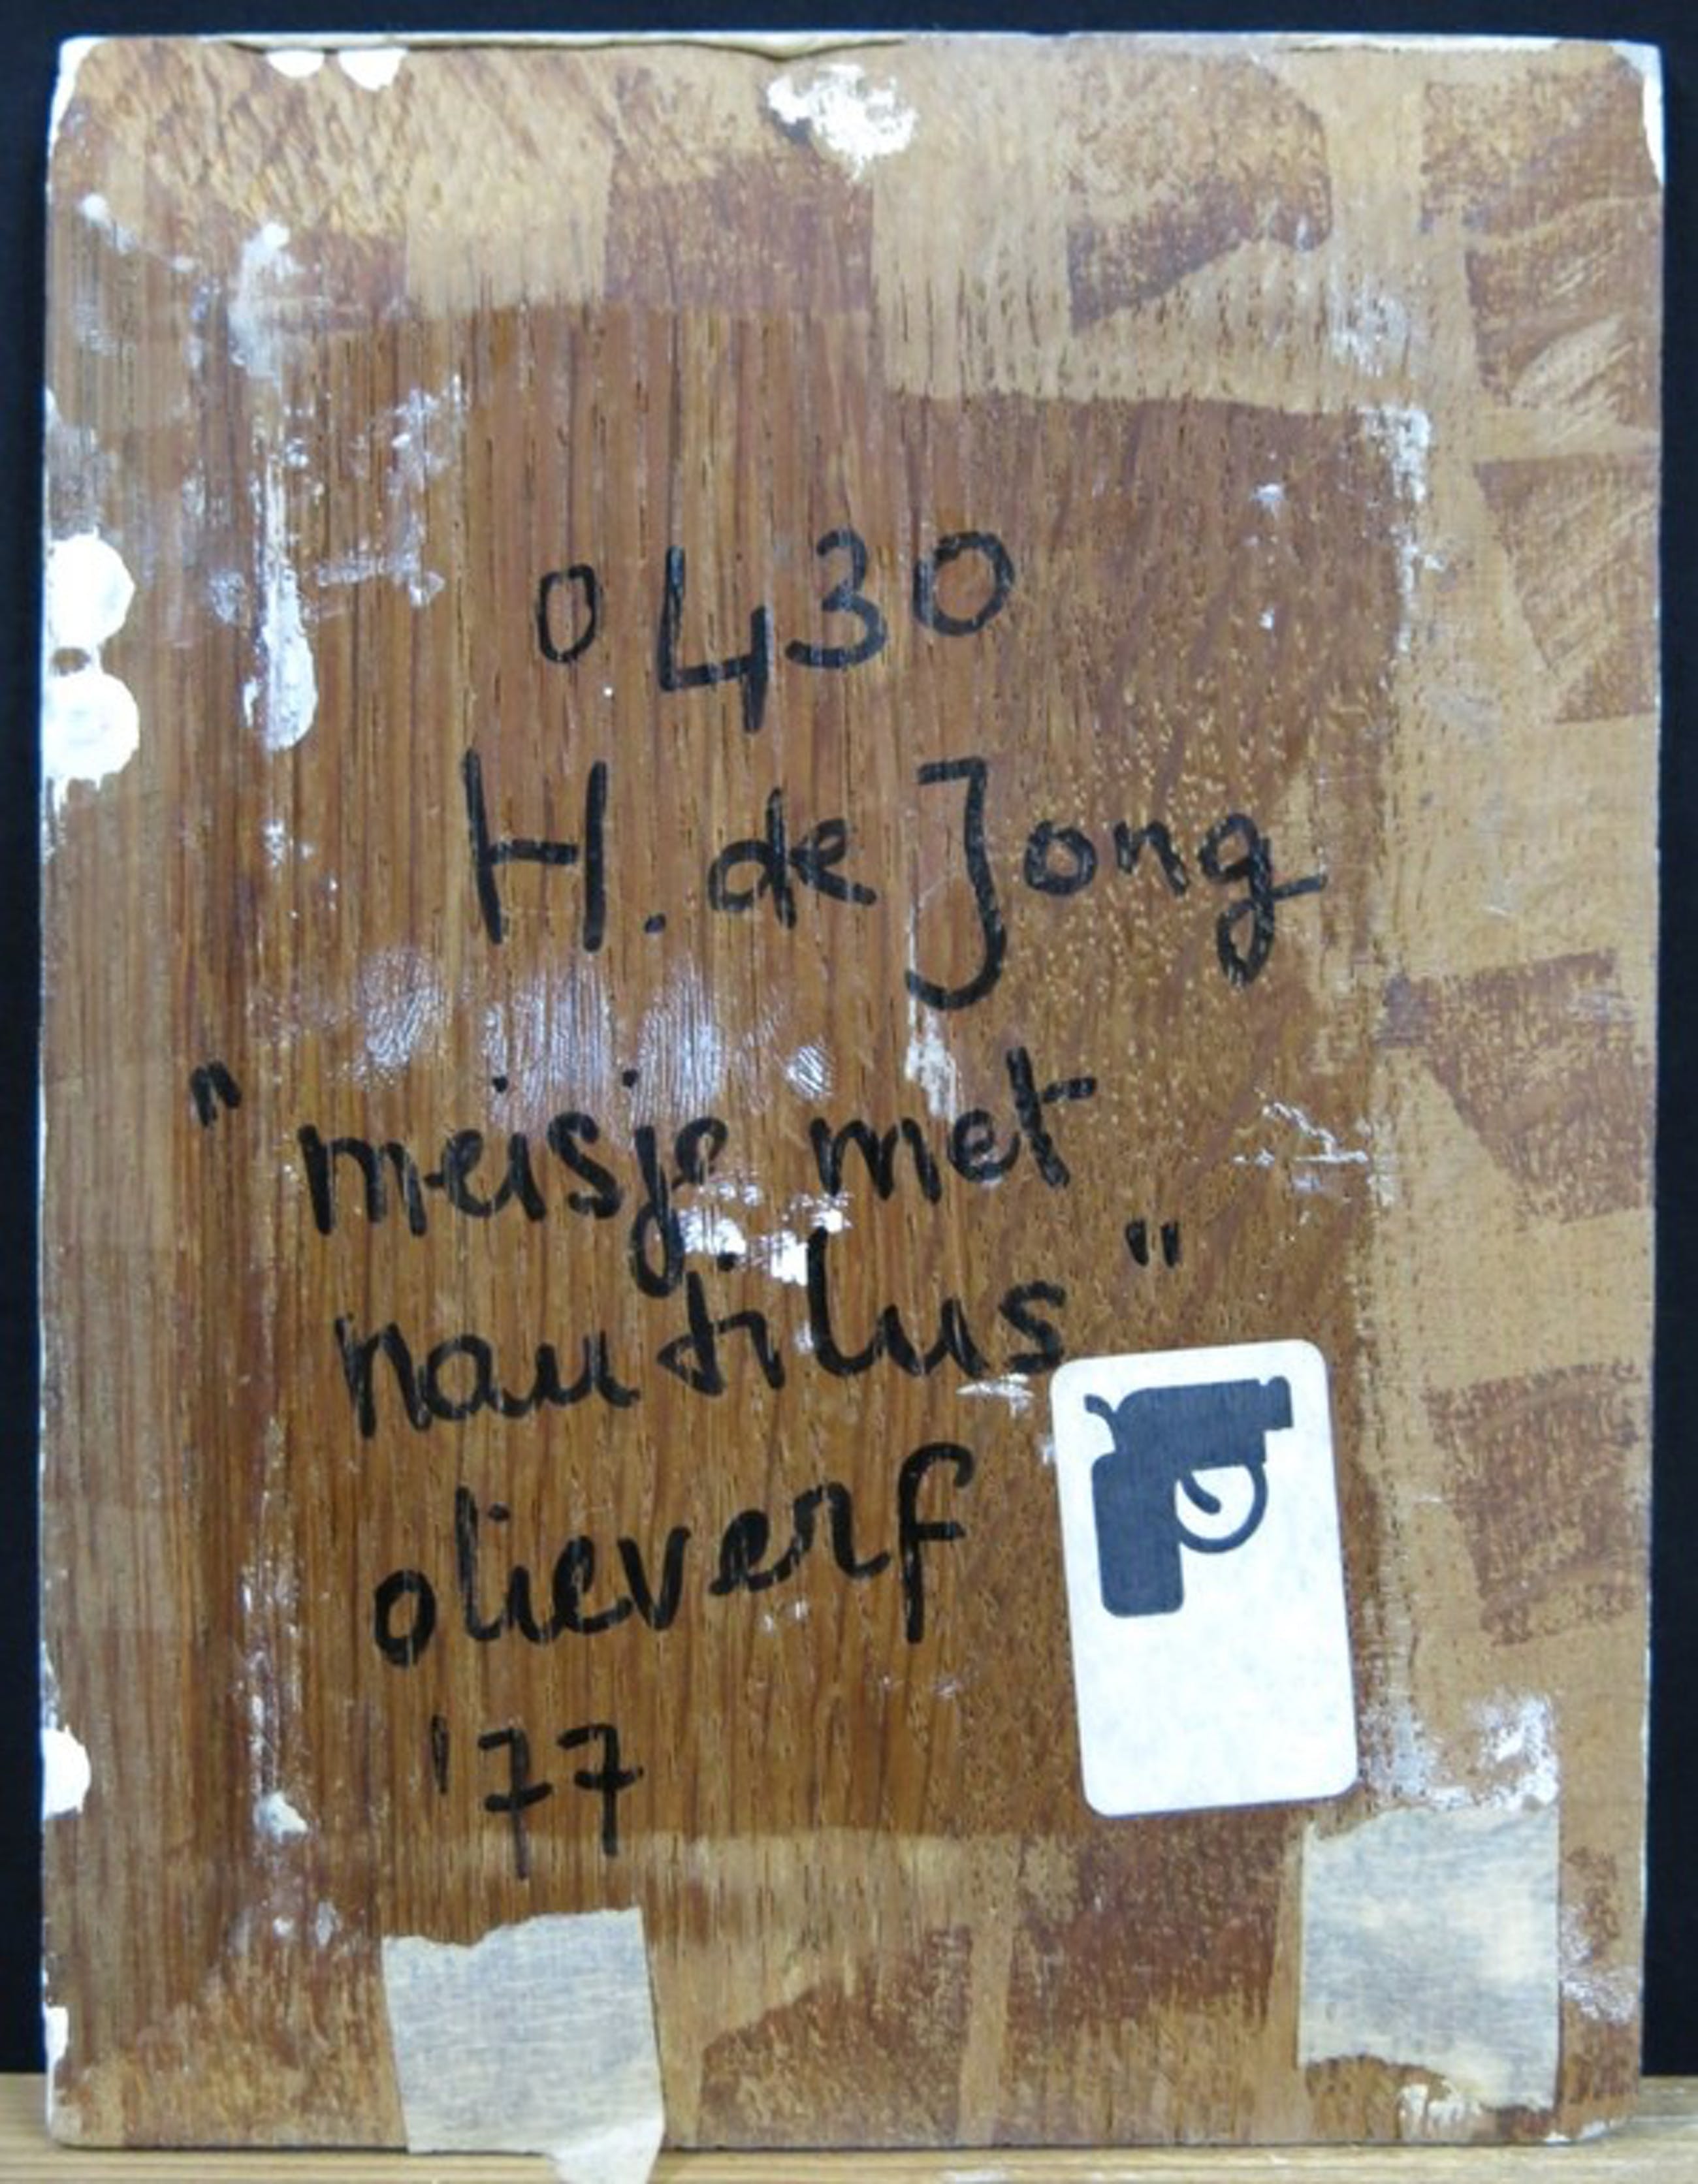 0430
H. de Jong
"meisje met
nautilus"
olieverf
'77